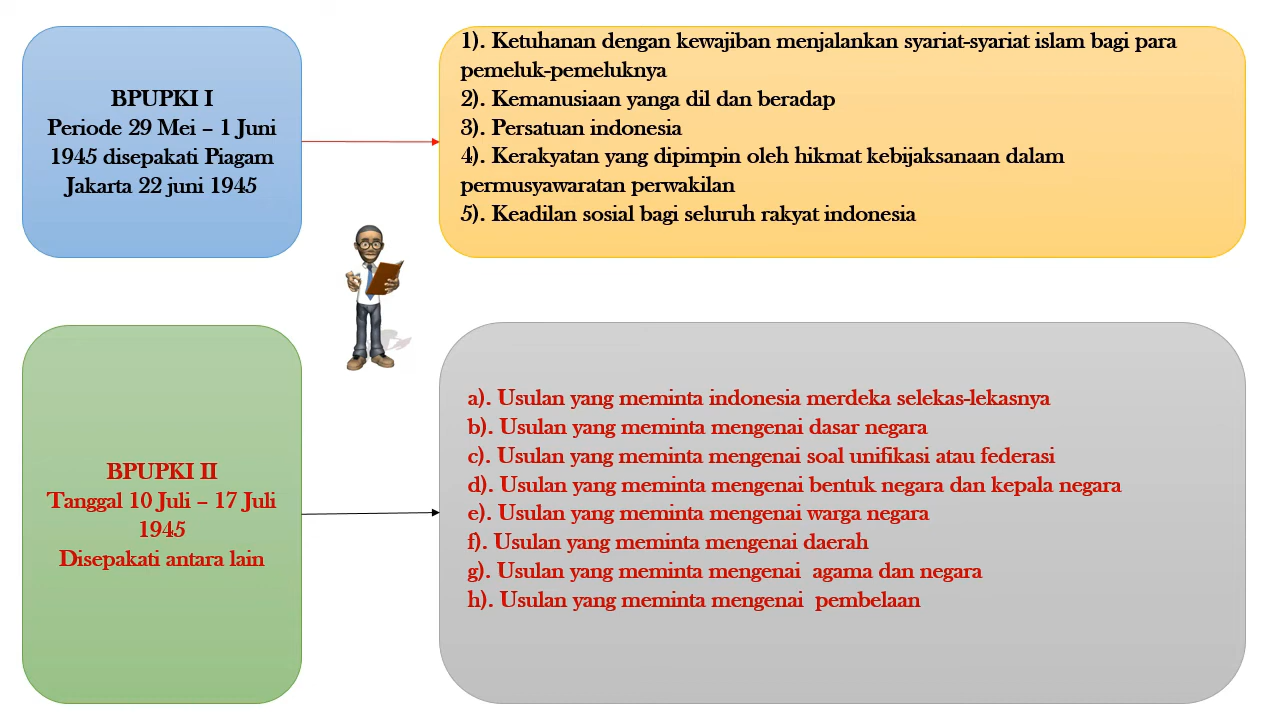 BPUPKI I
Periode 29 Mei – 1 Juni
1945 disepakati Piagam
Jakarta 22 juni 1945
1). Ketuhanan dengan kewajiban menjalankan syariat-syariat islam bagi para
pemeluk-pemeluknya
2). Kemanusiaan yanga dil dan beradap
3). Persatuan indonesia
4). Kerakyatan yang dipimpin oleh hikmat kebijaksanaan dalam
permusyawaratan perwakilan
5). Keadilan sosial bagi seluruh rakyat indonesia
BPUPKI II
Tanggal 10 Juli – 17 Juli
1945
Disepakati antara lain
a). Usulan yang meminta indonesia merdeka selekas-lekasnya
b). Usulan yang meminta mengenai dasar negara
c). Usulan yang meminta mengenai soal unifikasi atau federasi
d). Usulan yang meminta mengenai bentuk negara dan kepala negara
e). Usulan yang meminta mengenai warga negara
f). Usulan yang meminta mengenai daerah
g). Usulan yang meminta mengenai  agama dan negara
h). Usulan yang meminta mengenai  pembelaan